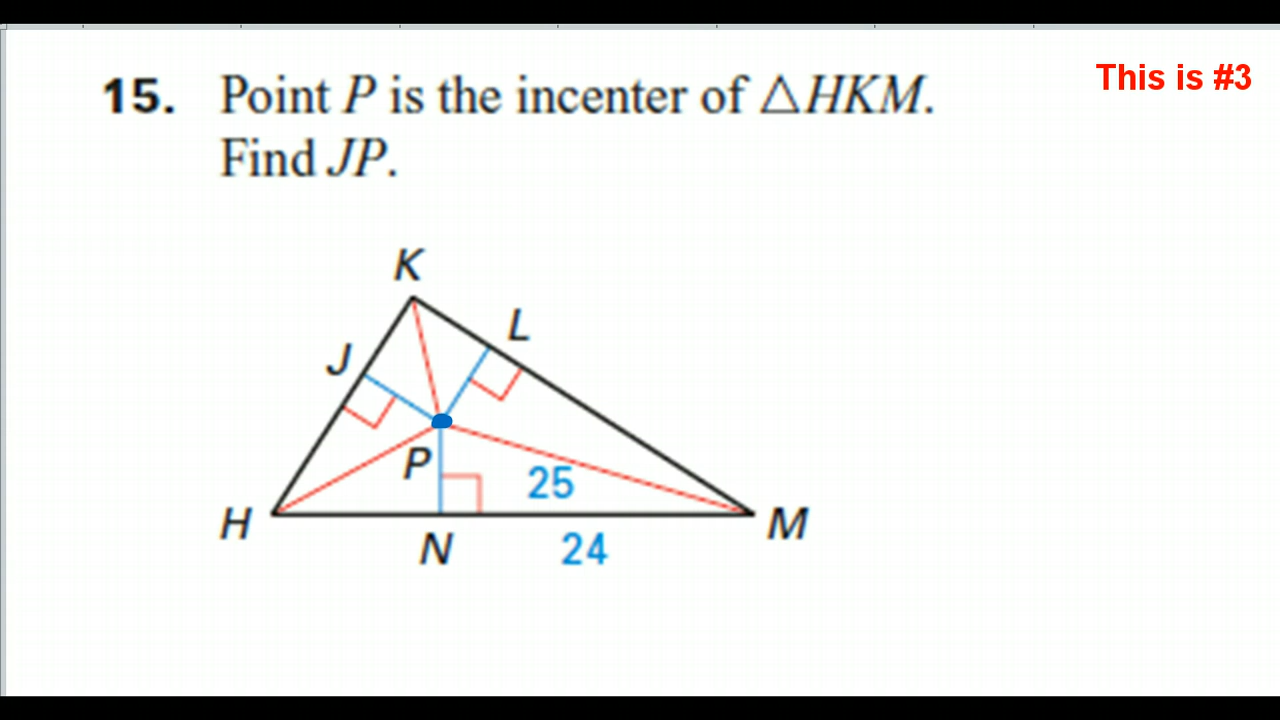 15. Point P is the incenter of △HKM.
This is #3
Find JP.
K
L
J
P
25
H
M
N
24